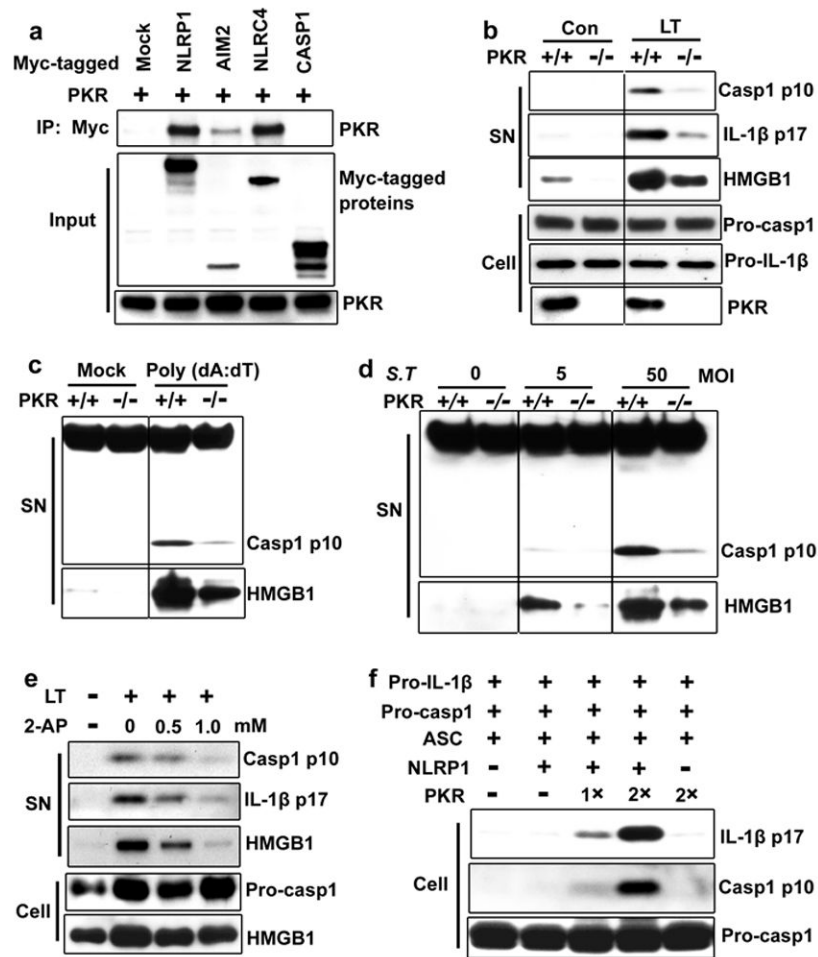 a
Myc-tagged Mock NLRP1 AIM2 NLRC4 CASP1
PKR + + + + +
IP: Myc PKR
Input Myc-tagged
proteins
PKR
b
Con LT
PKR +/+ -/- +/+ -/-
SN Casp1 p10
IL-1β p17
HMGB1
Cell Pro-casp1
Pro-IL-1β
PKR
c
Mock Poly (dA:dT)
PKR +/+ -/- +/+ -/-
SN Casp1 p10
HMGB1
d
S.T 0 5 50 MOI
PKR +/+ -/- +/+ -/- +/+ -/-
SN Casp1 p10
HMGB1
e
LT - + + +
2-AP - 0 0.5 1.0 mM
SN Casp1 p10
IL-1β p17
HMGB1
Cell Pro-casp1
HMGB1
f
Pro-IL-1β + + + + +
Pro-casp1 + + + + +
ASC + + + + +
NLRP1 - + + + -
PKR - - 1× 2× 2×
Cell IL-1β p17
Casp1 p10
Pro-casp1